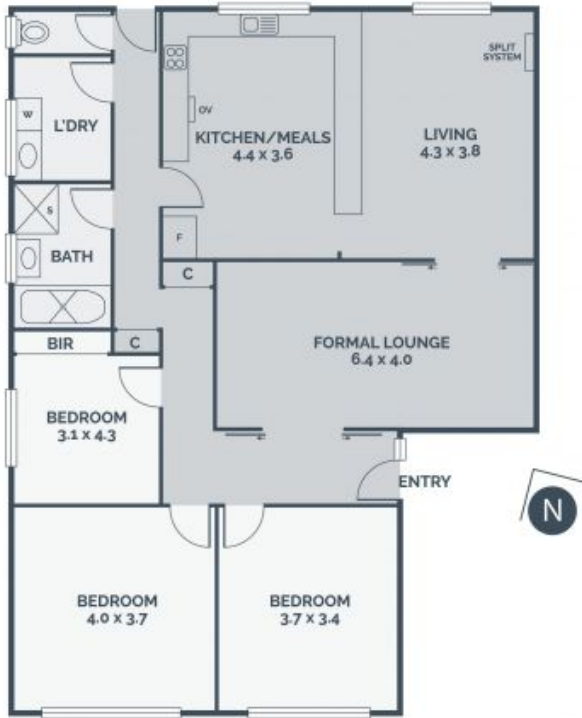 SPLIT
SYSTEM
W
L'DRY
OV
KITCHEN/MEALS
4.4 x 3.6
LIVING
4.3 x 3.8
S
BATH
F
C
BIR
C
FORMAL LOUNGE
6.4 x 4.0
BEDROOM
3.1 x 4.3
ENTRY
N
BEDROOM
4.0 x 3.7
BEDROOM
3.7 x 3.4